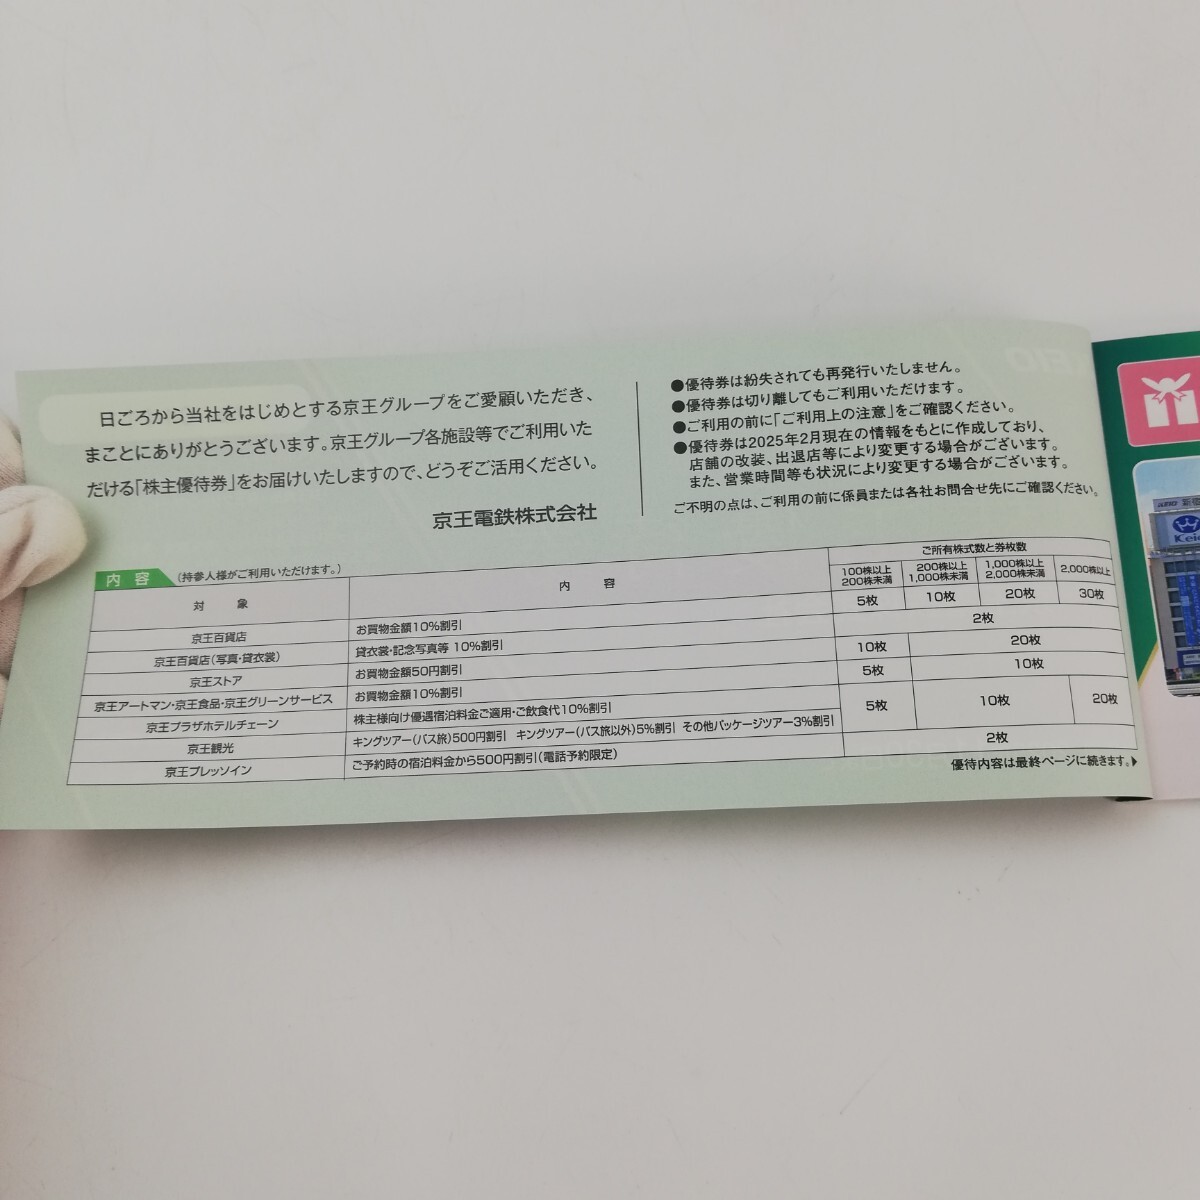 日ごろから当社をはじめとする京王グループをご愛顧いただき、
まことにありがとうございます。京王グループ各施設等でご利用いた
だける「株主優待券」をお届けいたしますので、どうぞご活用ください。
京王電鉄株式会社
●優待券は紛失されても再発行いたしません。
●優待券は切り離してもご利用いただけます。
●ご利用の前に「ご利用上の注意」をご確認ください。
●優待券は2025年2月現在の情報をもとに作成しており、
店舗の改装、出退店等により変更する場合がございます。
また、営業時間等も状況により変更する場合がございます。
ご不明の点は、ご利用の前に係員または各社お問合せ先にご確認ください。
内容 (持参人様がご利用いただけます。)
対象 内容 ご所有株式数と券枚数
100株以上 200株未満 200株以上 1,000株未満 1,000株以上 2,000株未満 2,000株以上
京王百貨店 お買物金額10%割引 5枚 10枚 20枚 30枚
京王百貨店(写真・貸衣裳) 貸衣裳・記念写真等 10%割引 2枚
京王ストア お買物金額50円割引 10枚 20枚
京王アートマン・京王食品・京王グリーンサービス お買物金額10%割引 5枚 10枚
京王プラザホテルチェーン 株主様向け優遇宿泊料金ご適用・ご飲食代10%割引 5枚 10枚 20枚
京王観光 キングツアー(バス旅)500円割引 キングツアー(バス旅以外)5%割引 その他パッケージツアー3%割引
京王プレッソイン ご予約時の宿泊料金から500円割引(電話予約限定) 2枚
優待内容は最終ページに続きます。▶